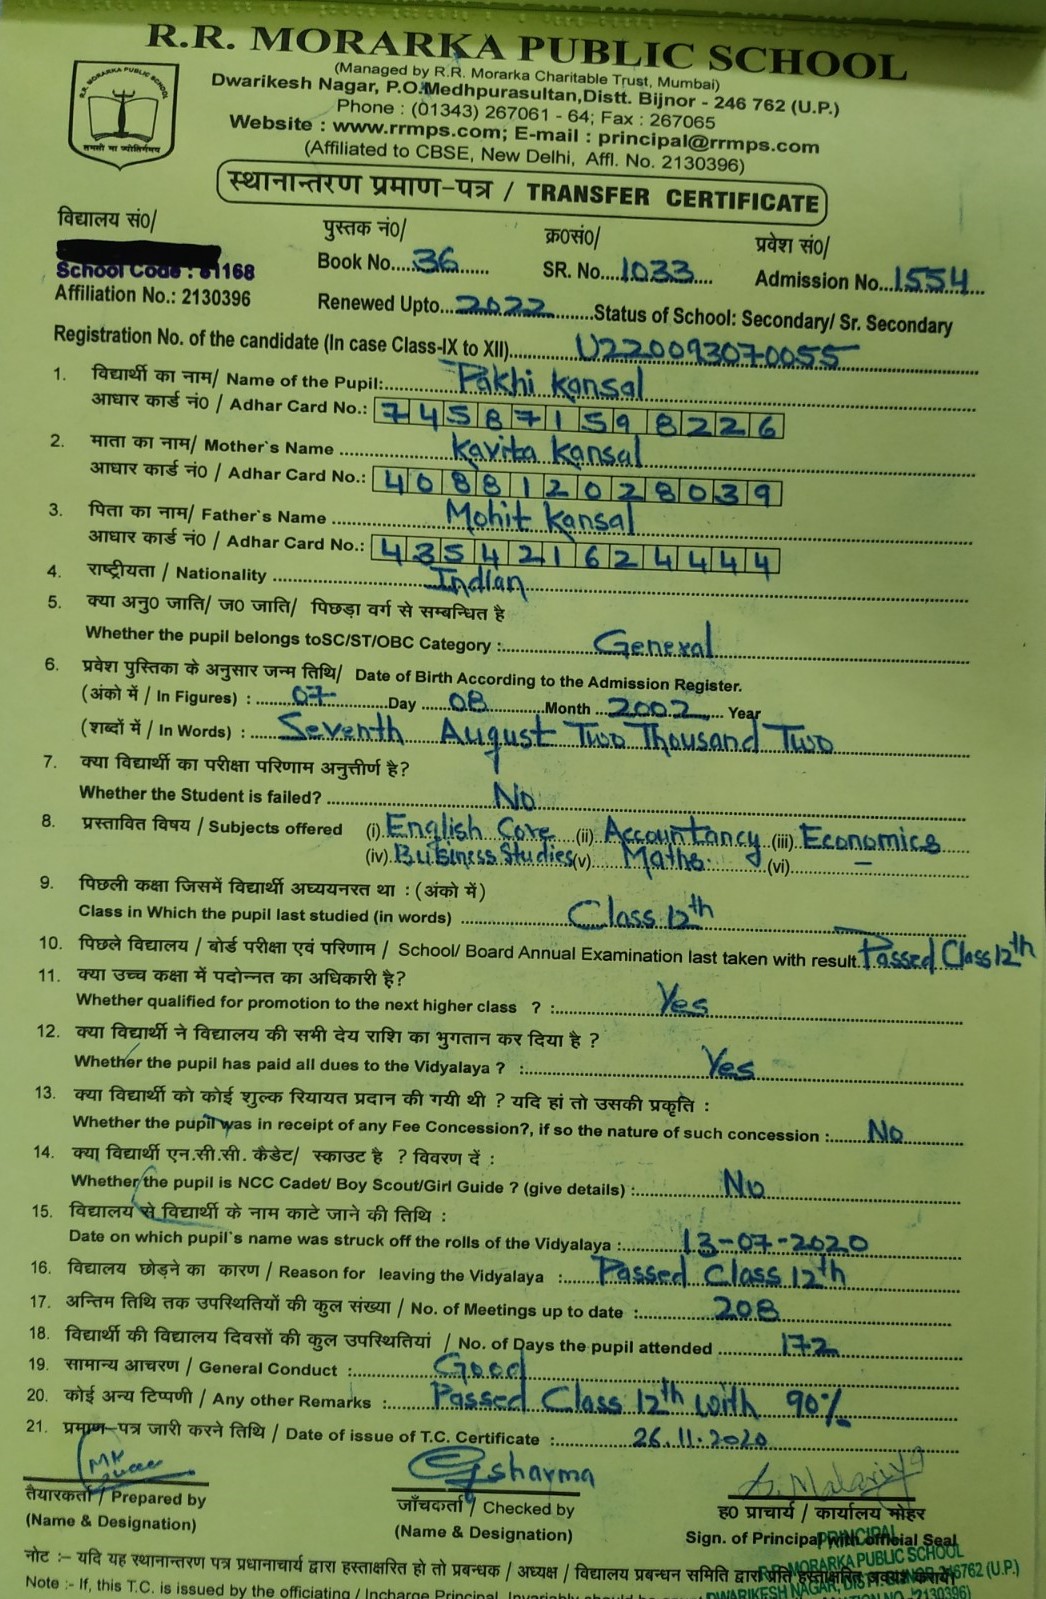 R.R. MORARKA PUBLIC SCHOOL
(Managed by R.R. Morarka Charitable Trust, Mumbai)
Dwarikesh Nagar, P.O.Medhpurasultan,Distt. Bijnor - 246 762 (U.P.)
Phone : (01343) 267061 - 64; Fax : 267065
Website : www.rrmps.com; E-mail : principal@rrmps.com
(Affiliated to CBSE, New Delhi, Affl. No. 2130396)
R.R. MORARKA PUBLIC SCHOOL
तमसो मा ज्योतिर्गमय
स्थानान्तरण प्रमाण-पत्र / TRANSFER CERTIFICATE
विद्यालय सं0/ पुस्तक नं0/ क्र0सं0/ प्रवेश सं0/
School Code : 81168 Book No....36...... SR. No...1033.... Admission No...1554...
Affiliation No.: 2130396 Renewed Upto...2022........Status of School: Secondary/ Sr. Secondary
Registration No. of the candidate (In case Class-IX to XII)..........U220093070055
1. विद्यार्थी का नाम/ Name of the Pupil:..........Pakhi Kansal
आधार कार्ड नं0 / Adhar Card No.: 745871598226
2. माता का नाम/ Mother`s Name ..........Kavita Kansal
आधार कार्ड नं0 / Adhar Card No.: 408812028039
3. पिता का नाम/ Father`s Name ..........Mohit Kansal
आधार कार्ड नं0 / Adhar Card No.: 435421624444
4. राष्ट्रीयता / Nationality ..........Indian
5. क्या अनु0 जाति/ ज0 जाति/ पिछड़ा वर्ग से सम्बन्धित है
Whether the pupil belongs toSC/ST/OBC Category :..........General
6. प्रवेश पुस्तिका के अनुसार जन्म तिथि/ Date of Birth According to the Admission Register.
(अंको में / In Figures) : ......07.......Day ....08.......Month ...2002.... Year
(शब्दों में / In Words) : .....Seventh August Two Thousand Two
7. क्या विद्यार्थी का परीक्षा परिणाम अनुत्तीर्ण है?
Whether the Student is failed? ..........No
8. प्रस्तावित विषय / Subjects offered (i) English Core (ii) Accountancy (iii) Economics
(iv) Business Studies (v) Maths. (vi) –
9. पिछली कक्षा जिसमें विद्यार्थी अध्ययनरत था : (अंको में)
Class in Which the pupil last studied (in words) ..........Class 12th
10. पिछले विद्यालय / बोर्ड परीक्षा एवं परिणाम / School/ Board Annual Examination last taken with result. Passed Class 12th
11. क्या उच्च कक्षा में पदोन्नत का अधिकारी है?
Whether qualified for promotion to the next higher class ? :..........Yes
12. क्या विद्यार्थी ने विद्यालय की सभी देय राशि का भुगतान कर दिया है ?
Whether the pupil has paid all dues to the Vidyalaya ? :..........Yes
13. क्या विद्यार्थी को कोई शुल्क रियायत प्रदान की गयी थी ? यदि हां तो उसकी प्रकृति :
Whether the pupil was in receipt of any Fee Concession?, if so the nature of such concession :......No
14. क्या विद्यार्थी एन.सी.सी. कैडेट/ स्काउट है ? विवरण दें :
Whether the pupil is NCC Cadet/ Boy Scout/Girl Guide ? (give details) :..........No
15. विद्यालय से विद्यार्थी के नाम काटे जाने की तिथि :
Date on which pupil`s name was struck off the rolls of the Vidyalaya :..........13-07-2020
16. विद्यालय छोड़ने का कारण / Reason for leaving the Vidyalaya :.....Passed Class 12th
17. अन्तिम तिथि तक उपस्थितियों की कुल संख्या / No. of Meetings up to date :..........208
18. विद्यार्थी की विद्यालय दिवसों की कुल उपस्थितियां / No. of Days the pupil attended ..........172
19. सामान्य आचरण / General Conduct :..........Good
20. कोई अन्य टिप्पणी / Any other Remarks :......Passed Class 12th with 90%
21. प्रमाण-पत्र जारी करने तिथि / Date of issue of T.C. Certificate :..........26.11.2020
Gsharma
तैयारकर्ता / Prepared by जाँचकर्ता / Checked by ह0 प्राचार्य / कार्यालय मोहर
(Name & Designation) (Name & Designation) Sign. of Principal with official Seal
PRINCIPAL
R.R. MORARKA PUBLIC SCHOOL
DWARIKESH NAGAR, DISTT. BIJNOR-246762 (U.P.)
नोट :– यदि यह स्थानान्तरण पत्र प्रधानाचार्य द्वारा हस्ताक्षरित हो तो प्रबन्धक / अध्यक्ष / विद्यालय प्रबन्धन समिति द्वारा प्रति हस्ताक्षरित अवश्य करायें।
Note :- If, this T.C. is issued by the officiating / Incharge Principal,